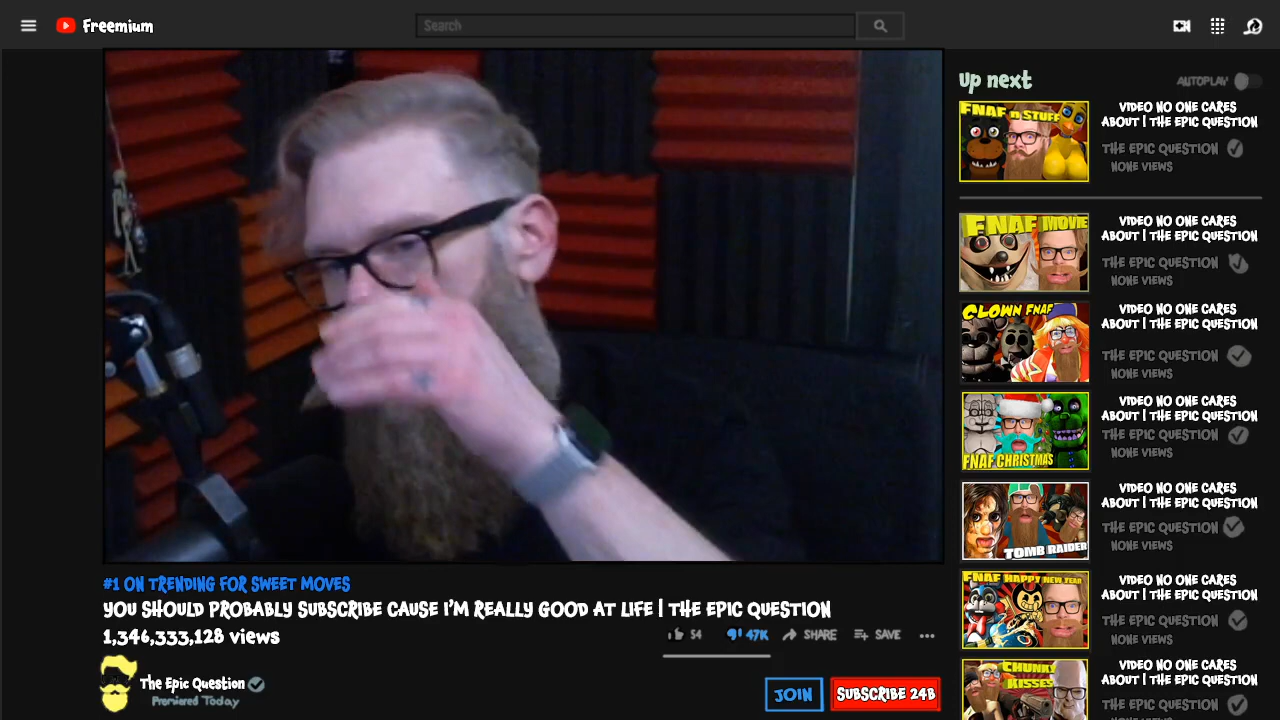 Freemium
Search
up next
AUTOPLAY
FNAF n STUFF
VIDEO NO ONE CARES
ABOUT | THE EPIC QUESTION
THE EPIC QUESTION
NONE VIEWS
FNAF MOVIE
VIDEO NO ONE CARES
ABOUT | THE EPIC QUESTION
THE EPIC QUESTION
NONE VIEWS
CLOWN FNAF
VIDEO NO ONE CARES
ABOUT | THE EPIC QUESTION
THE EPIC QUESTION
NONE VIEWS
FNAF CHRISTMAS
VIDEO NO ONE CARES
ABOUT | THE EPIC QUESTION
THE EPIC QUESTION
NONE VIEWS
TOMB RAIDER
VIDEO NO ONE CARES
ABOUT | THE EPIC QUESTION
THE EPIC QUESTION
NONE VIEWS
FNAF HAPPY NEW YEAR
VIDEO NO ONE CARES
ABOUT | THE EPIC QUESTION
THE EPIC QUESTION
NONE VIEWS
CHUNKY
KISSES
VIDEO NO ONE CARES
ABOUT | THE EPIC QUESTION
THE EPIC QUESTION
#1 ON TRENDING FOR SWEET MOVES
YOU SHOULD PROBABLY SUBSCRIBE CAUSE I'M REALLY GOOD AT LIFE | THE EPIC QUESTION
1,346,333,128 views
54
47K
SHARE
SAVE
The Epic Question
Premiered Today
JOIN
SUBSCRIBE 24B